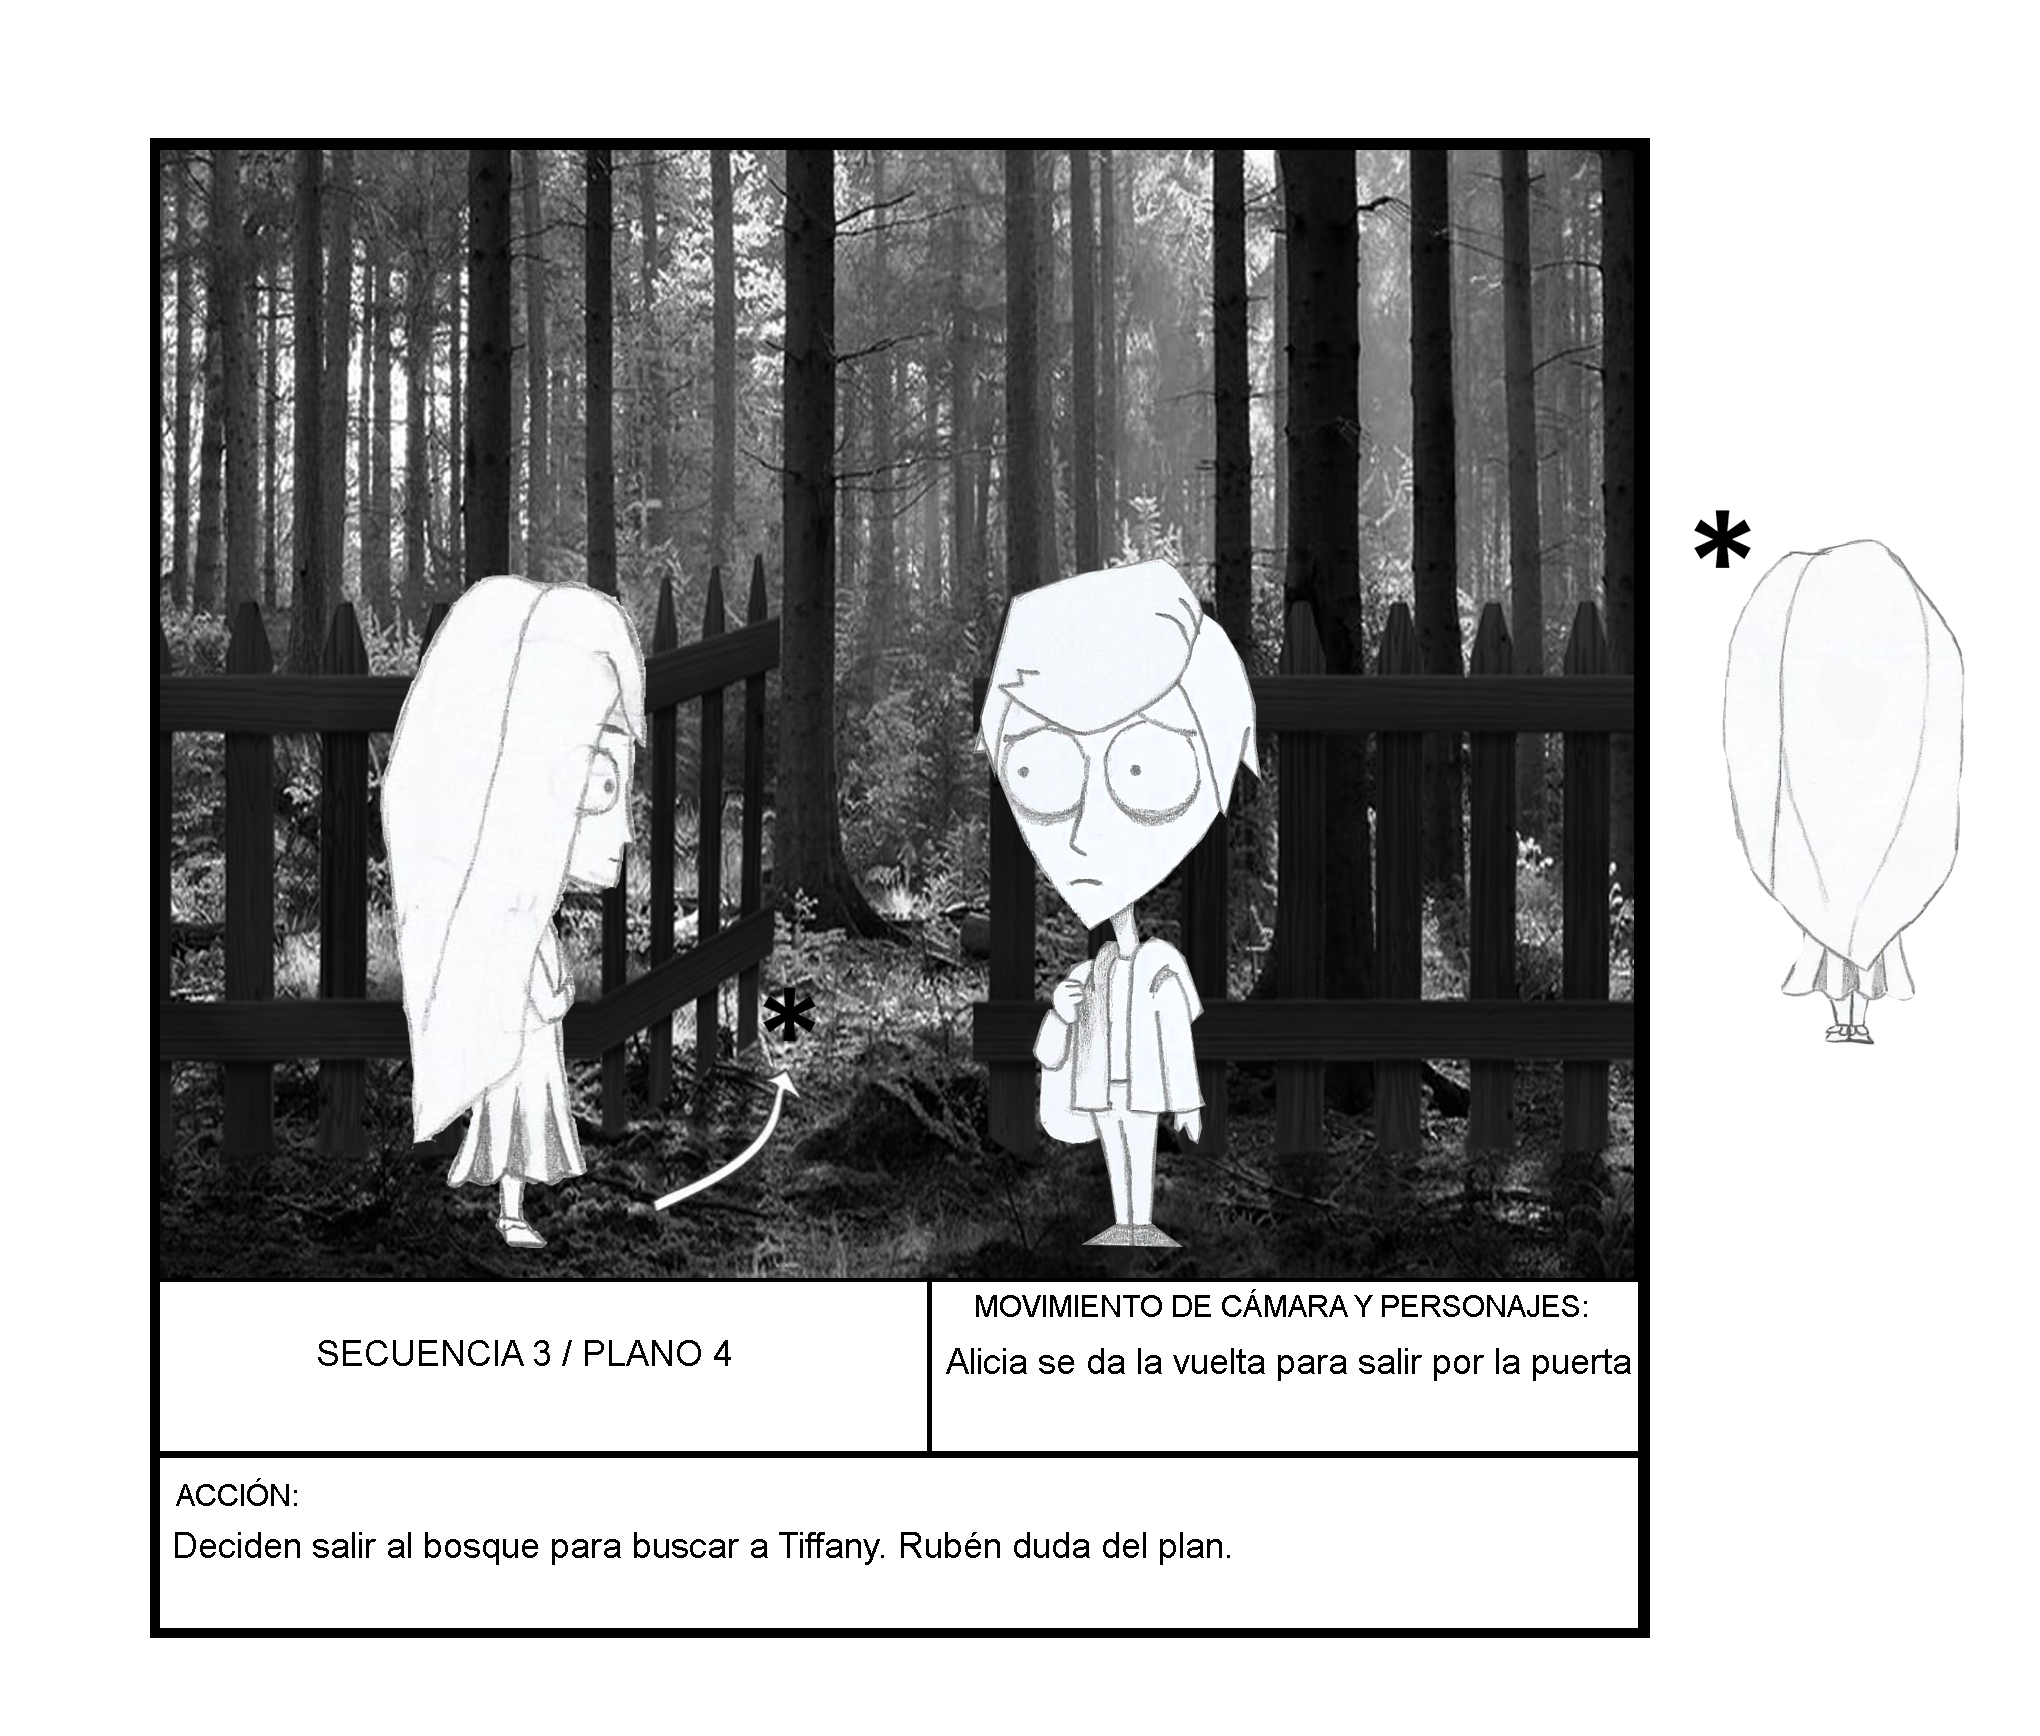 SECUENCIA 3 / PLANO 4
MOVIMIENTO DE CÁMARA Y PERSONAJES:
Alicia se da la vuelta para salir por la puerta
ACCIÓN:
Deciden salir al bosque para buscar a Tiffany. Rubén duda del plan.